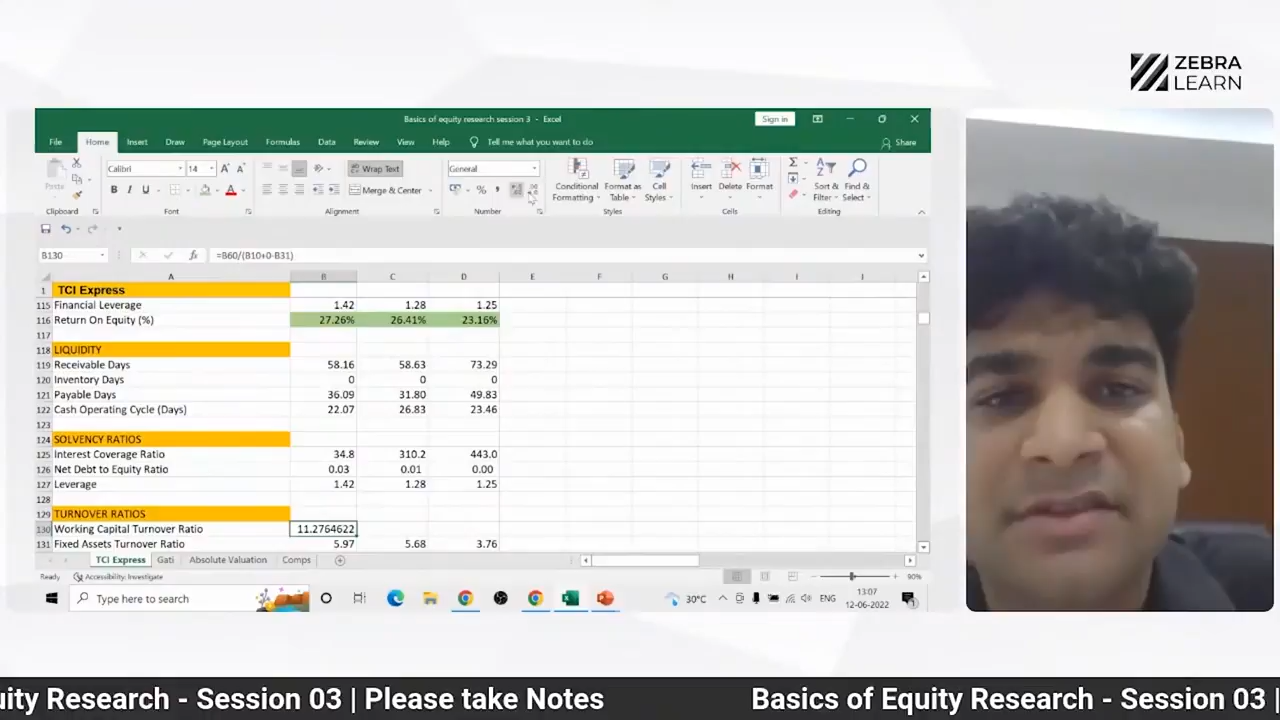 ZEBRA
LEARN
Basics of equity research session 3 - Excel
Sign in
File Home Insert Draw Page Layout Formulas Data Review View Help Tell me what you want to do
Share
Calibri 14
Wrap Text
General
Paste
B I U
Merge & Center
Conditional Formatting
Format as Table
Cell Styles
Insert
Delete
Format
Sort & Filter
Find & Select
Clipboard Font Alignment Number Styles Cells Editing
B130 fx =B60/(B10+0-B31)
A B C D E F G H I J
1 TCI Express
115 Financial Leverage 1.42 1.28 1.25
116 Return On Equity (%) 27.26% 26.41% 23.16%
117
118 LIQUIDITY
119 Receivable Days 58.16 58.63 73.29
120 Inventory Days 0 0 0
121 Payable Days 36.09 31.80 49.83
122 Cash Operating Cycle (Days) 22.07 26.83 23.46
123
124 SOLVENCY RATIOS
125 Interest Coverage Ratio 34.8 310.2 443.0
126 Net Debt to Equity Ratio 0.03 0.01 0.00
127 Leverage 1.42 1.28 1.25
128
129 TURNOVER RATIOS
130 Working Capital Turnover Ratio 11.2764622
131 Fixed Assets Turnover Ratio 5.97 5.68 3.76
TCI Express Gati Absolute Valuation Comps
Ready Accessibility: Investigate 90%
Type here to search
30°C
ENG
13:07
12-06-2022
uity Research - Session 03 | Please take Notes
Basics of Equity Research - Session 03 |